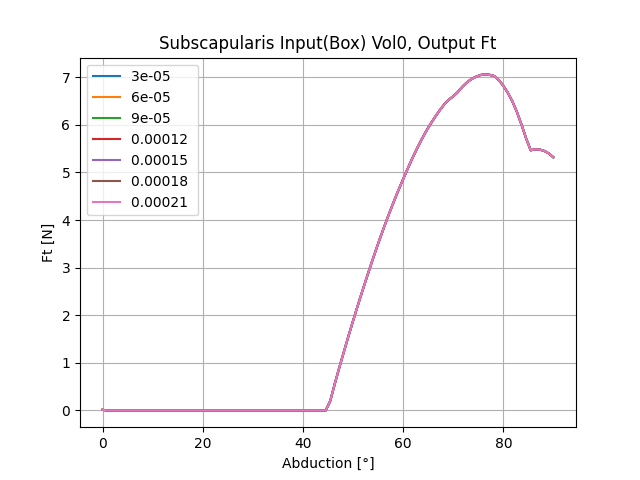 Subscapularis Input(Box) Vol0, Output Ft
3e-05
6e-05
9e-05
0.00012
0.00015
0.00018
0.00021
7
6
5
4
3
2
1
0
Ft [N]
0 20 40 60 80
Abduction [°]